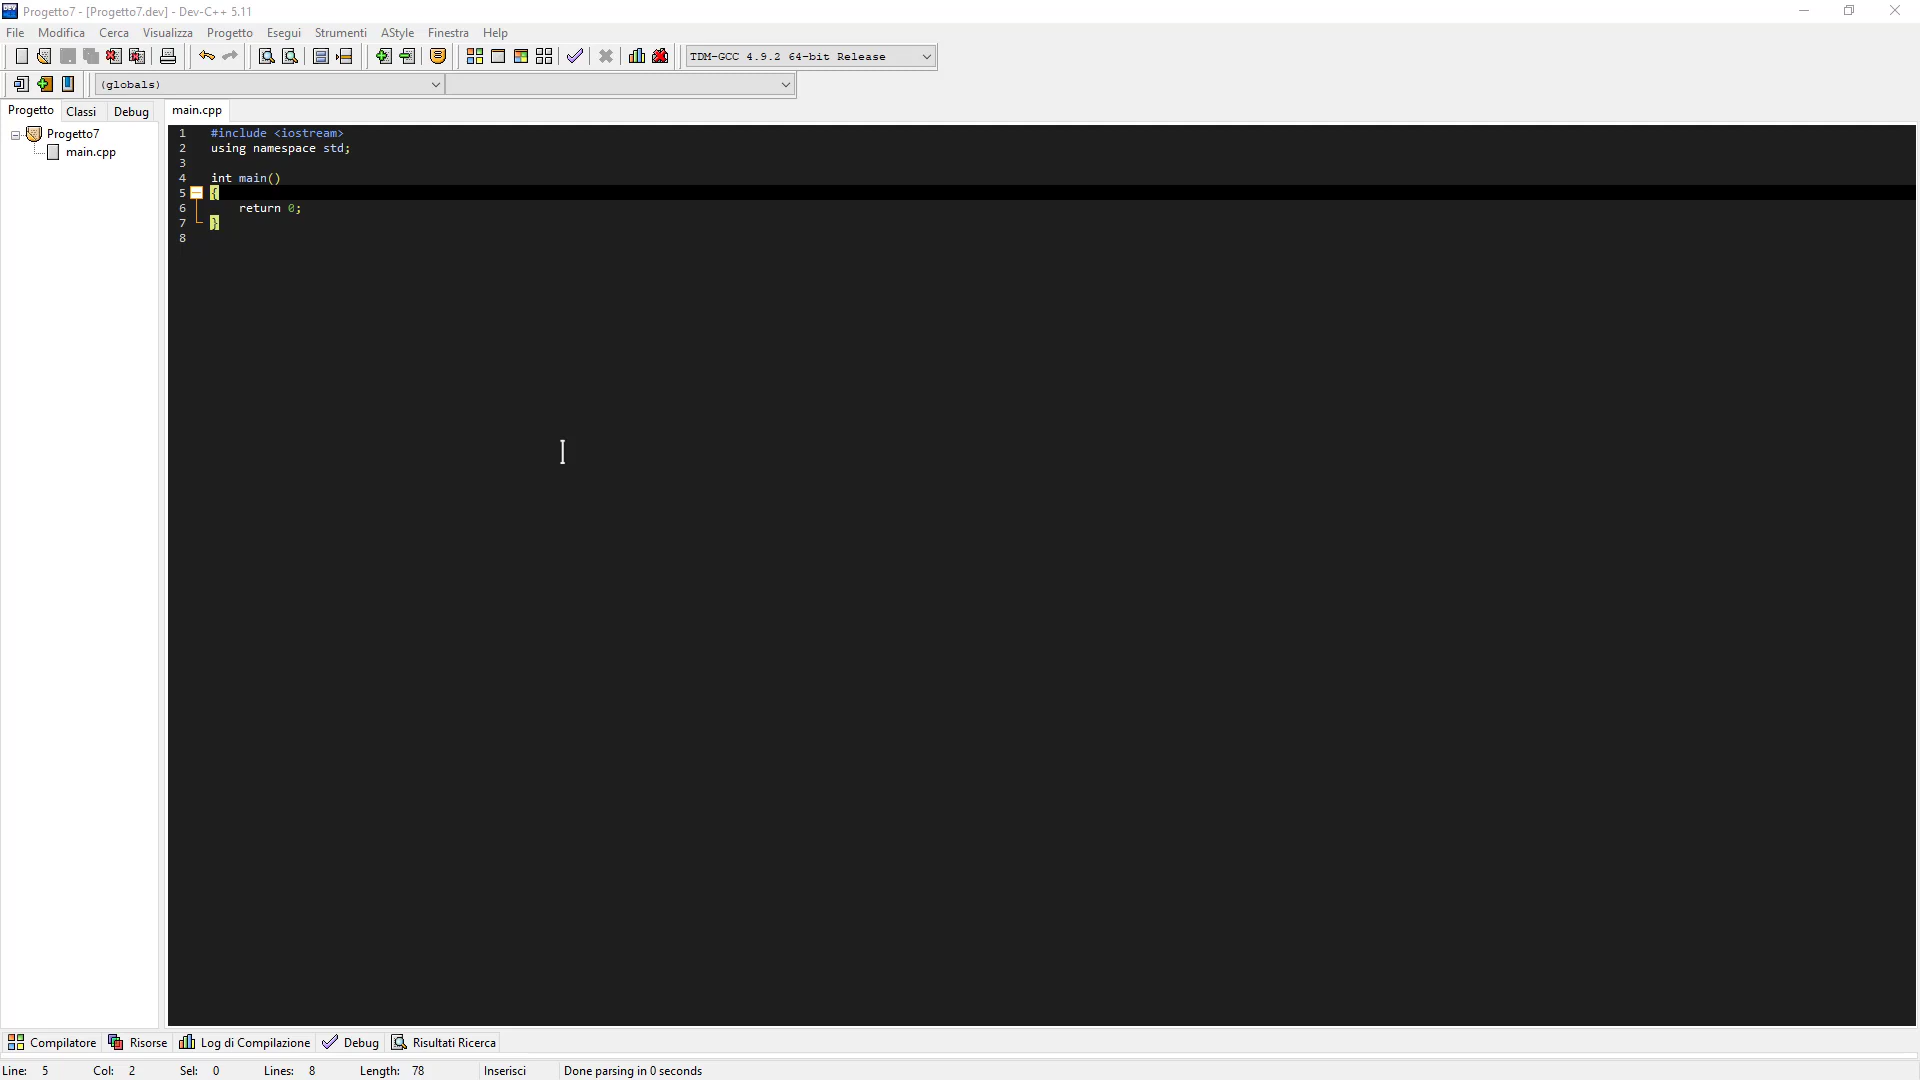 Progetto7 - [Progetto7.dev] - Dev-C++ 5.11
File Modifica Cerca Visualizza Progetto Esegui Strumenti AStyle Finestra Help
TDM-GCC 4.9.2 64-bit Release
(globals)
Progetto Classi Debug main.cpp
Progetto7
main.cpp
1 #include <iostream>
2 using namespace std;
3
4 int main()
5 {
6 return 0;
7 }
8
Compilatore Risorse Log di Compilazione Debug Risultati Ricerca
Line: 5 Col: 2 Sel: 0 Lines: 8 Length: 78 Inserisci Done parsing in 0 seconds